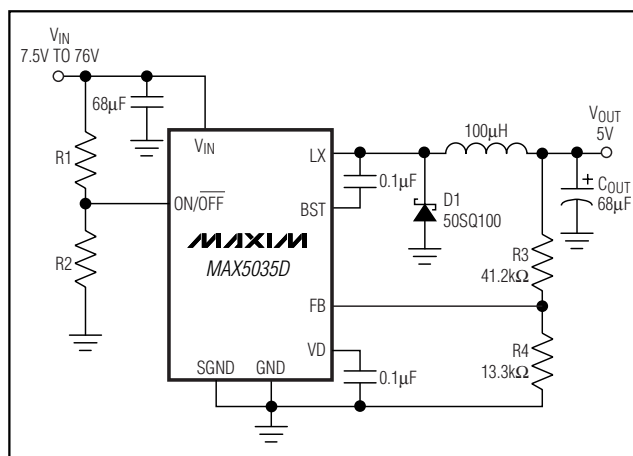 VIN
7.5V TO 76V
68μF
R1
R2
VIN
ON/OFF
LX
BST
MAXIM
MAX5035D
FB
VD
SGND
GND
0.1μF
100μH
D1
50SQ100
VOUT
5V
COUT
68μF
R3
41.2kΩ
R4
13.3kΩ
0.1μF